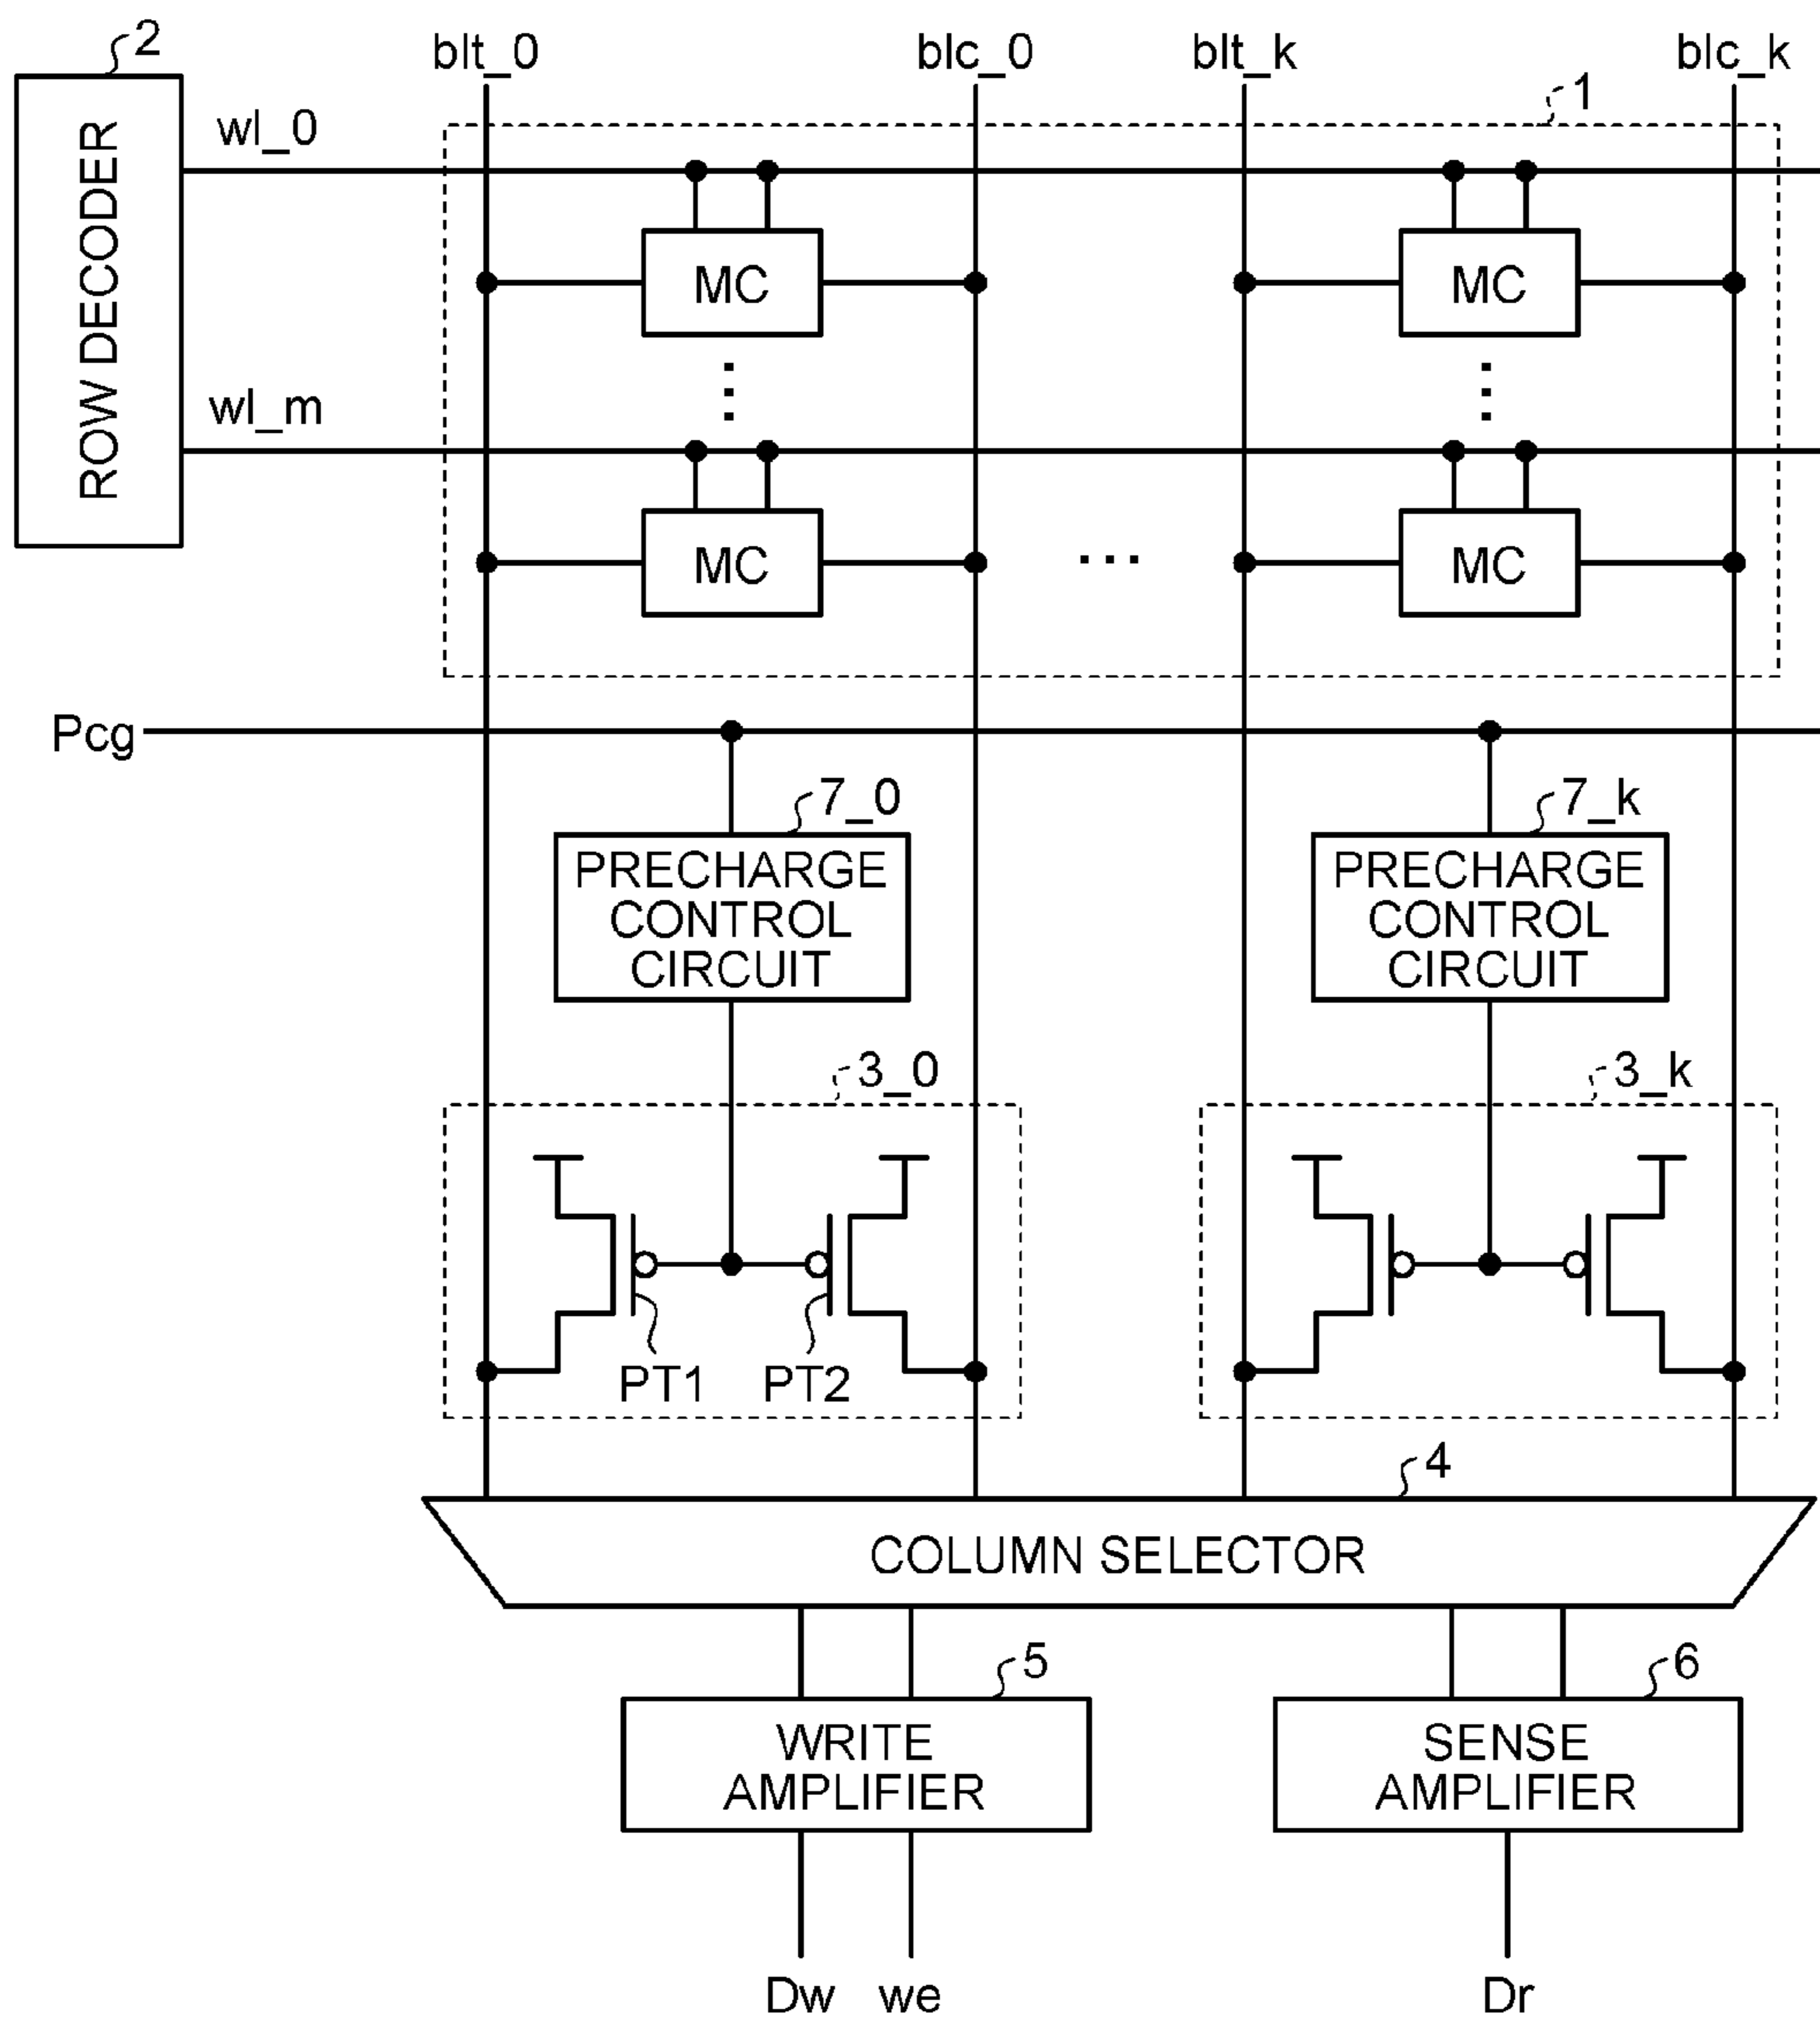 2
blt_0
blc_0
blt_k
blc_k
1
ROW DECODER
wl_0
MC
MC
wl_m
MC
MC
Pcg
7_0
7_k
PRECHARGE
CONTROL
CIRCUIT
PRECHARGE
CONTROL
CIRCUIT
3_0
3_k
PT1
PT2
4
COLUMN SELECTOR
5
6
WRITE
AMPLIFIER
SENSE
AMPLIFIER
Dw
we
Dr